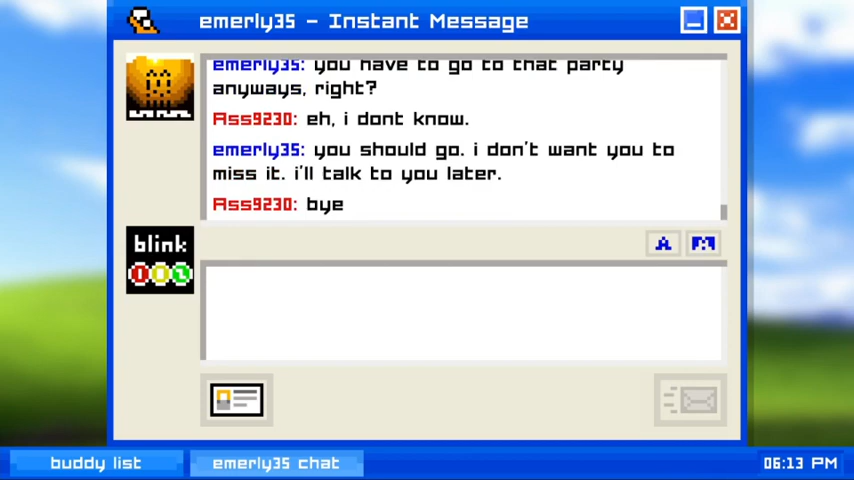 emerly35 - Instant Message
emerly35: you have to go to that party
anyways, right?
Ass9230: eh, i dont know.
emerly35: you should go. i don't want you to
miss it. i'll talk to you later.
Ass9230: bye
blink
182
A
buddy list
emerly35 chat
06:13 PM